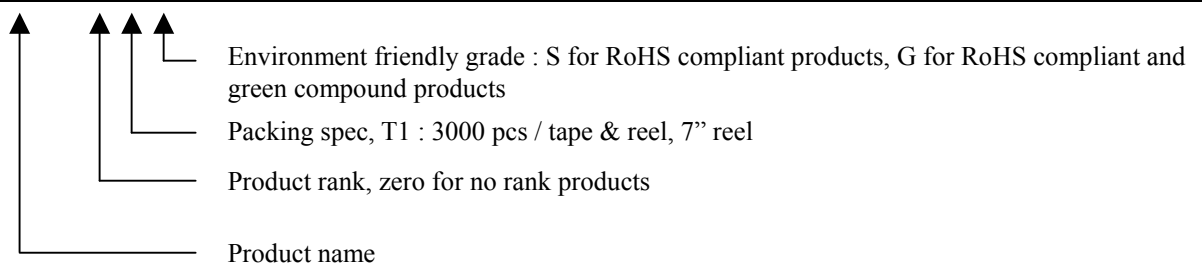 Environment friendly grade : S for RoHS compliant products, G for RoHS compliant and
green compound products
Packing spec, T1 : 3000 pcs / tape & reel, 7” reel
Product rank, zero for no rank products
Product name